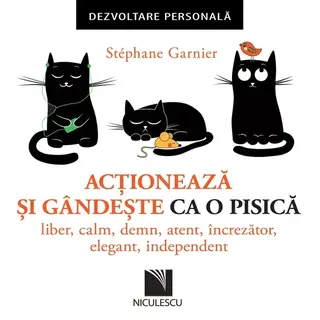 DEZVOLTARE PERSONALĂ
Stéphane Garnier
ACȚIONEAZĂ
ȘI GÂNDEȘTE CA O PISICĂ
liber, calm, demn, atent, încrezător,
elegant, independent
NICULESCU